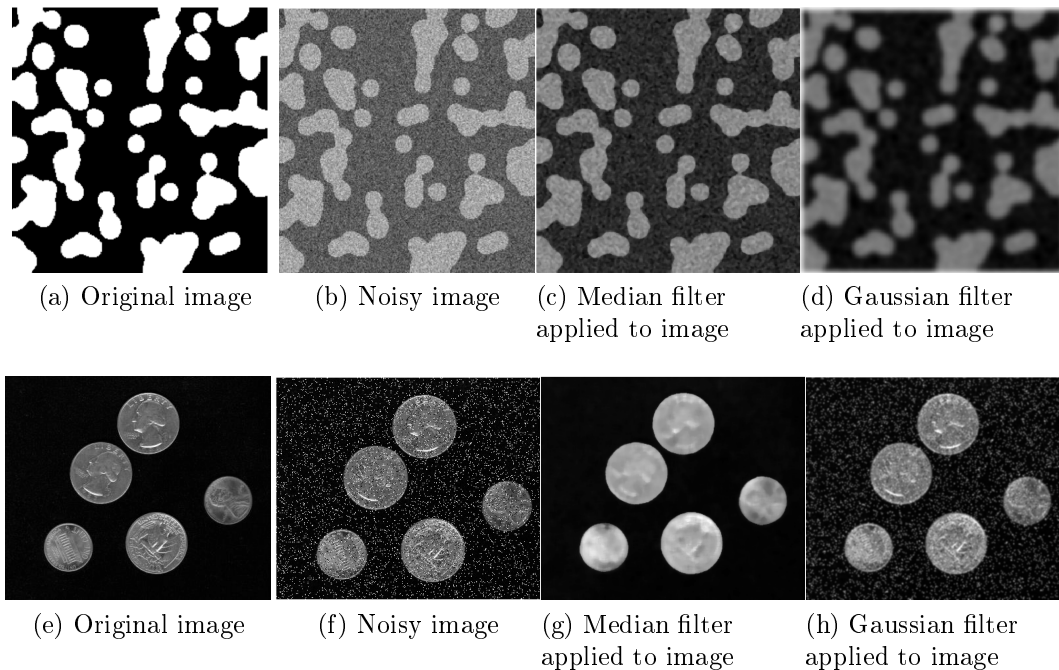 (a) Original image
(b) Noisy image
(c) Median filter
applied to image
(d) Gaussian filter
applied to image
(e) Original image
(f) Noisy image
(g) Median filter
applied to image
(h) Gaussian filter
applied to image